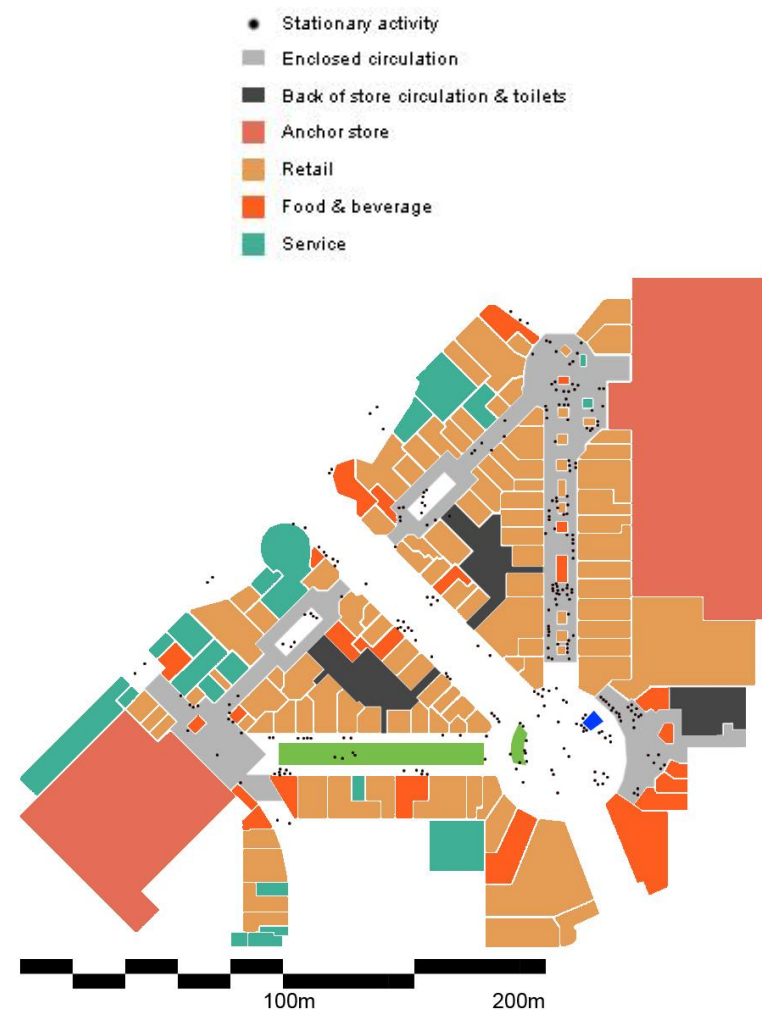 Stationary activity
Enclosed circulation
Back of store circulation & toilets
Anchor store
Retail
Food & beverage
Service
100m 200m